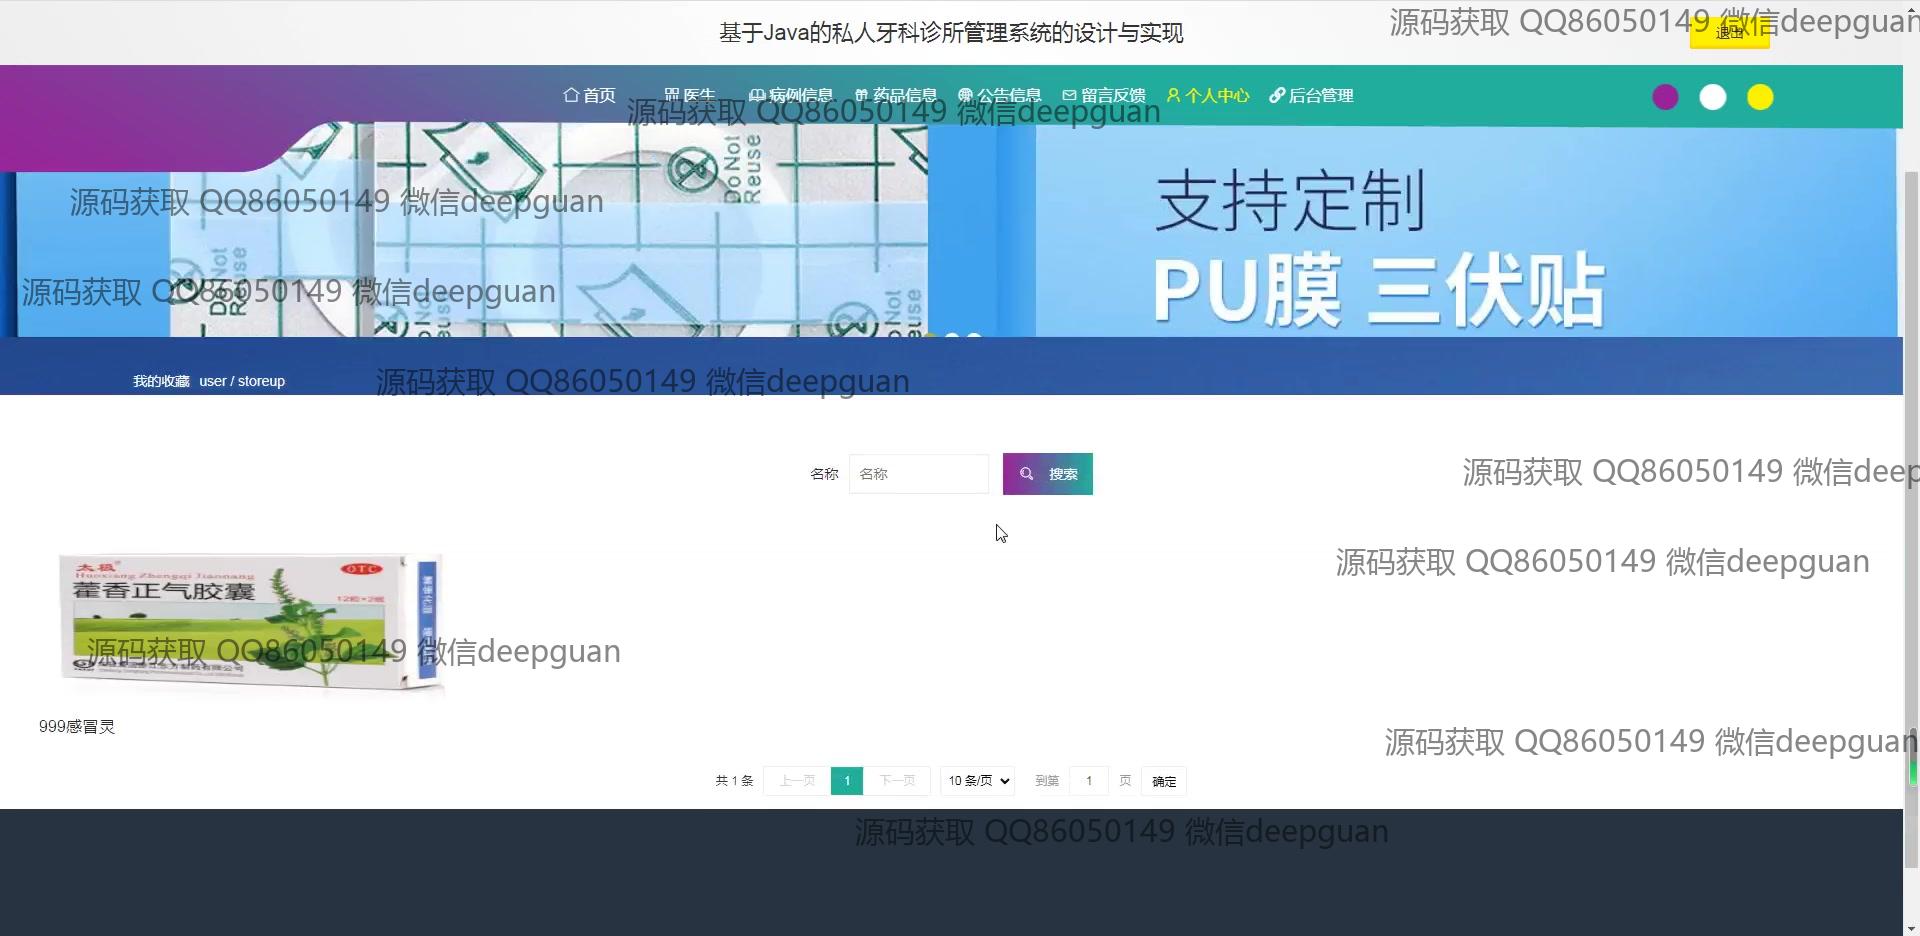 基于Java的私人牙科诊所管理系统的设计与实现
退出
源码获取 QQ86050149 微信deepguan
首页 医生 病例信息 药品信息 公告信息 留言反馈 个人中心 后台管理
源码获取 QQ86050149 微信deepguan
Do Not Reuse
支持定制
源码获取 QQ86050149 微信deepguan
PU膜 三伏贴
Do Not Reuse
源码获取 QQ86050149 微信deepguan
我的收藏 user / storeup
源码获取 QQ86050149 微信deepguan
名称 名称 搜索
源码获取 QQ86050149 微信deep
源码获取 QQ86050149 微信deepguan
太极
OTC
Huoxiang Zhengqi Jiaonang
藿香正气胶囊
源码获取 QQ86050149 微信deepguan
999感冒灵
源码获取 QQ86050149 微信deepguan
共 1 条 上一页 1 下一页 10 条/页 到第 1 页 确定
源码获取 QQ86050149 微信deepguan